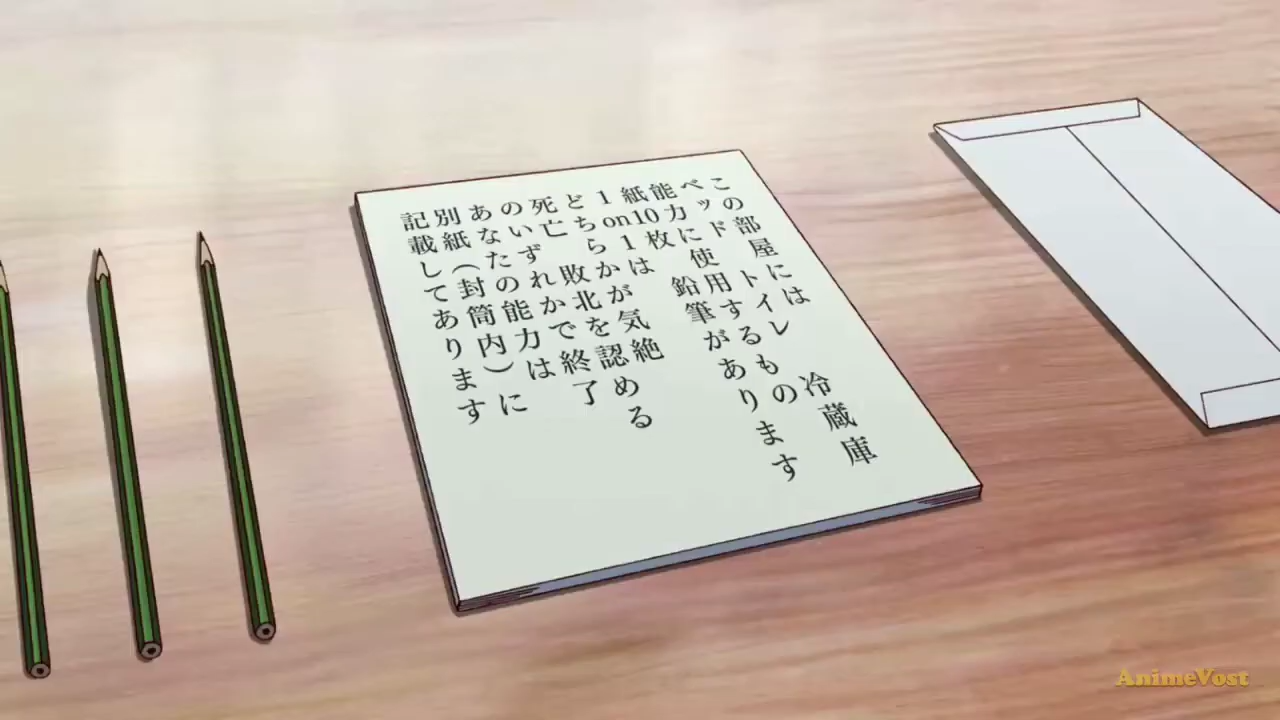 この部屋には　冷蔵庫
ベッド　トイレ
能力に使用するもの
紙10枚　鉛筆があります
1on1は
どちらかが気絶
死亡　敗北を認める
のいずれかで終了
あなたの能力は
別紙（封筒内）に
記載してあります
AnimeVost